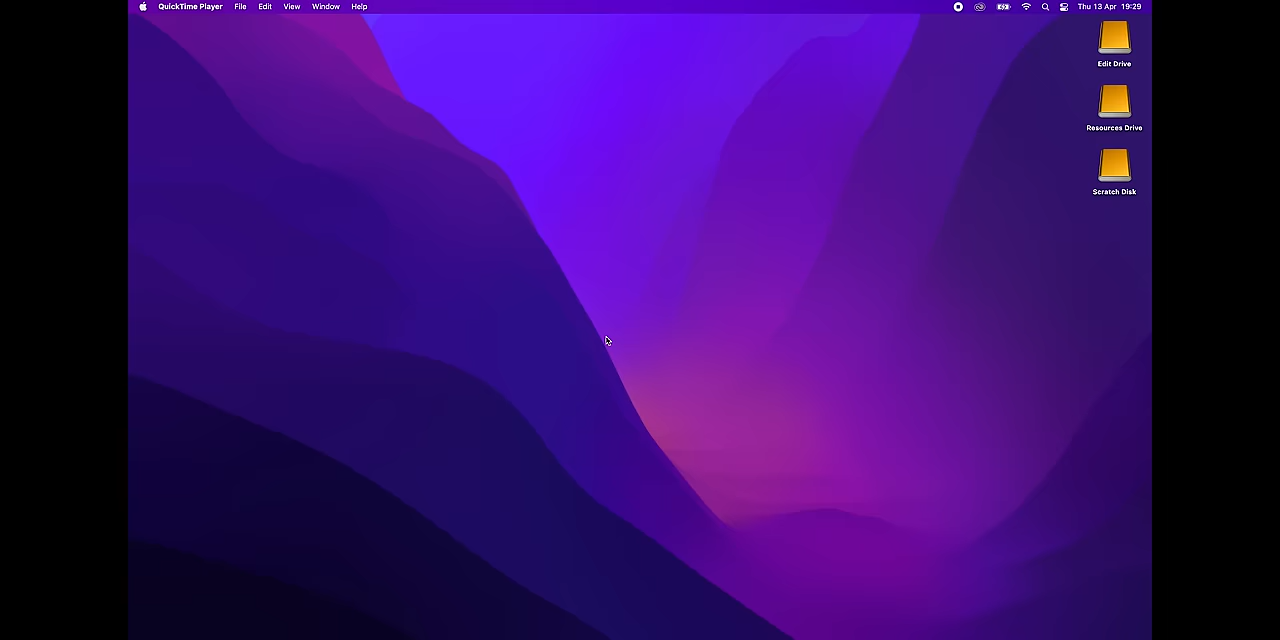 QuickTime Player File Edit View Window Help Thu 13 Apr 19:29
Edit Drive
Resources Drive
Scratch Disk